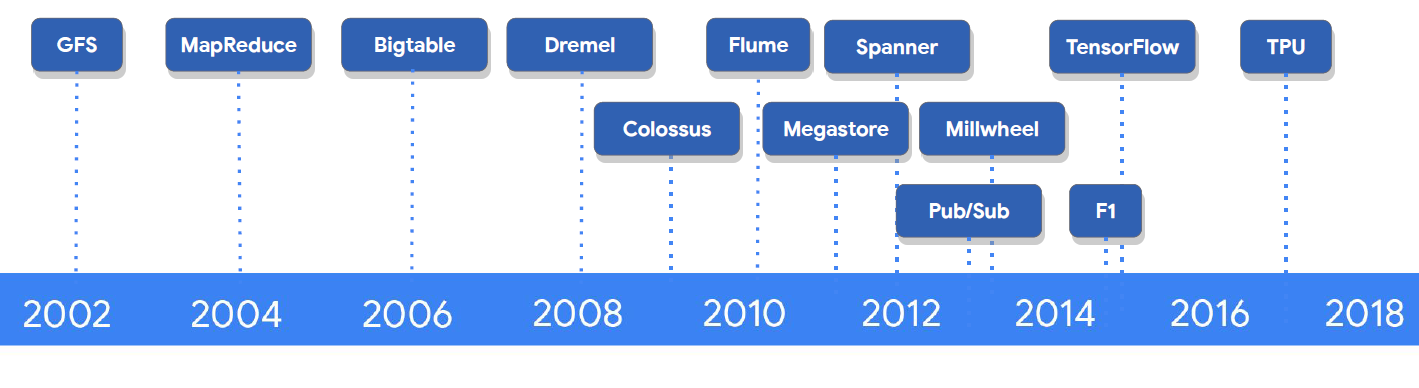 GFS
MapReduce
Bigtable
Dremel
Flume
Spanner
TensorFlow
TPU
Colossus
Megastore
Millwheel
Pub/Sub
F1
2002 2004 2006 2008 2010 2012 2014 2016 2018